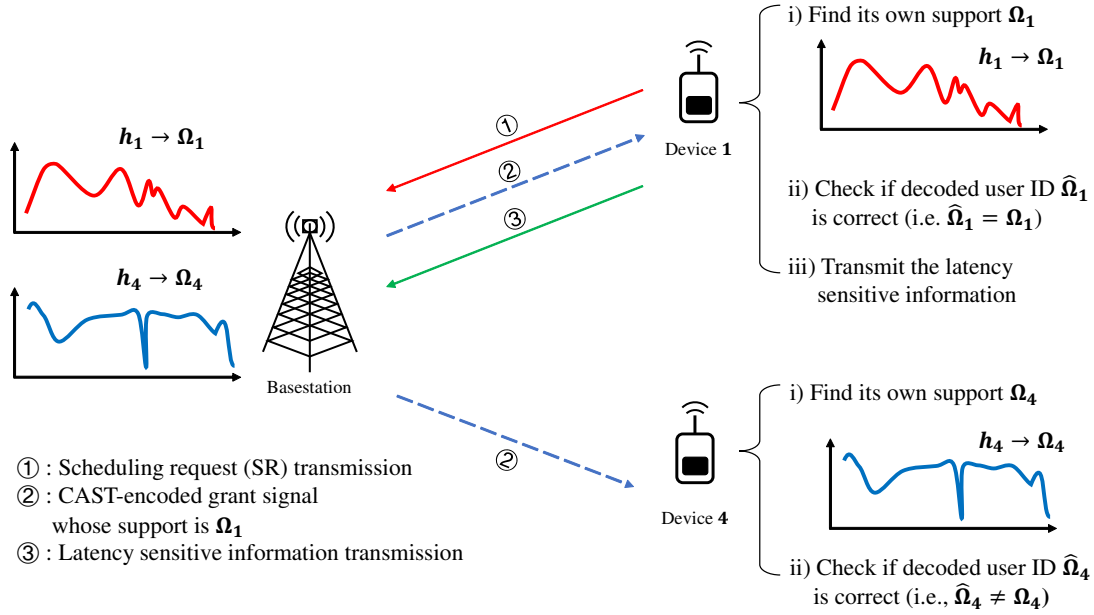 h₁ → Ω₁
h₄ → Ω₄
Basestation
① : Scheduling request (SR) transmission
② : CAST-encoded grant signal
whose support is Ω₁
③ : Latency sensitive information transmission
①
②
③
②
Device 1
i) Find its own support Ω₁
h₁ → Ω₁
ii) Check if decoded user ID Ω̂₁
is correct (i.e. Ω̂₁ = Ω₁)
iii) Transmit the latency
sensitive information
Device 4
i) Find its own support Ω₄
h₄ → Ω₄
ii) Check if decoded user ID Ω̂₄
is correct (i.e., Ω̂₄ ≠ Ω₄)